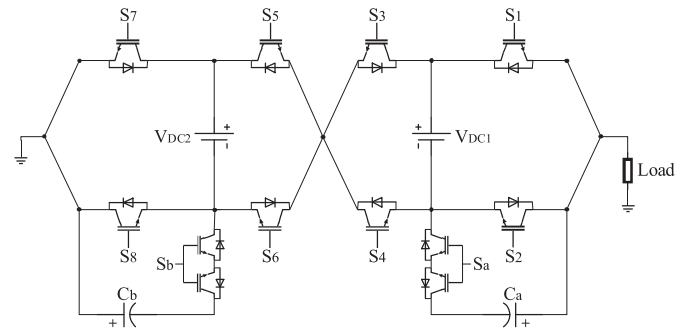 S7 S5 S3 S1
+ +
VDC2 VDC1
- -
Load
S8 S6 S4 S2
Sb Sa
Cb Ca
+ +